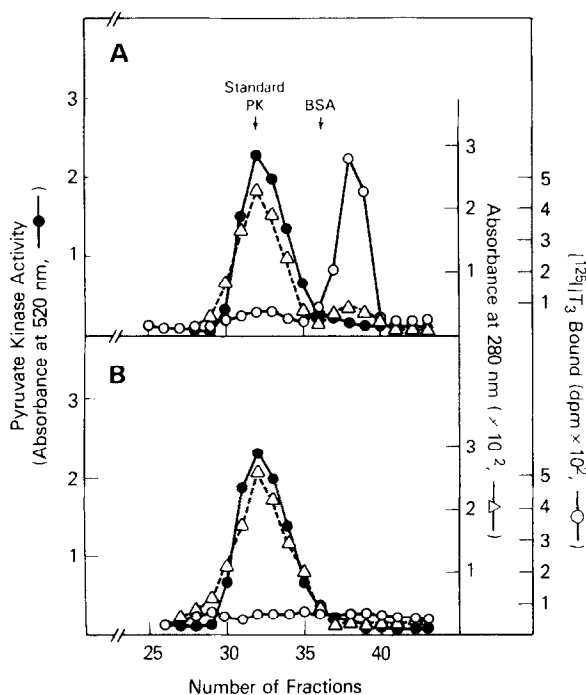 A
Standard
PK
BSA
3
2
1
3
2
1
5
4
3
2
1
B
3
2
1
3
2
1
5
4
3
2
1
25
30
35
40
Number of Fractions
Pyruvate Kinase Activity
(Absorbance at 520 nm, )
Absorbance at 280 nm ( × 10⁻², )
[¹²⁵I]T₃ Bound (dpm × 10², )